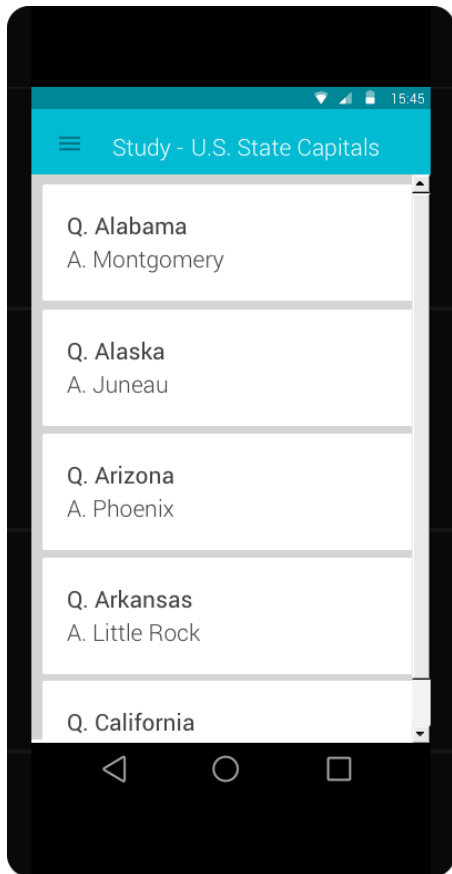 15:45
Study - U.S. State Capitals
Q. Alabama
A. Montgomery
Q. Alaska
A. Juneau
Q. Arizona
A. Phoenix
Q. Arkansas
A. Little Rock
Q. California